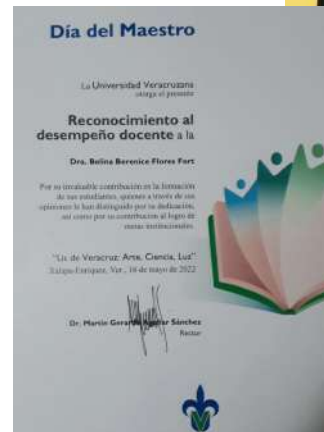 Día del Maestro
La Universidad Veracruzana
otorga el presente
Reconocimiento al
desempeño docente a la
Dra. Belina Berenice Flores Fort
Por su invaluable contribución en la formación
de sus estudiantes, quienes a través de sus
opiniones le han distinguido por su dedicación,
así como por su contribución al logro de
metas institucionales.
"Lis de Veracruz: Arte, Ciencia, Luz"
Xalapa-Enríquez, Ver., 16 de mayo de 2022
Dr. Martín Gerardo Aguilar Sánchez
Rector